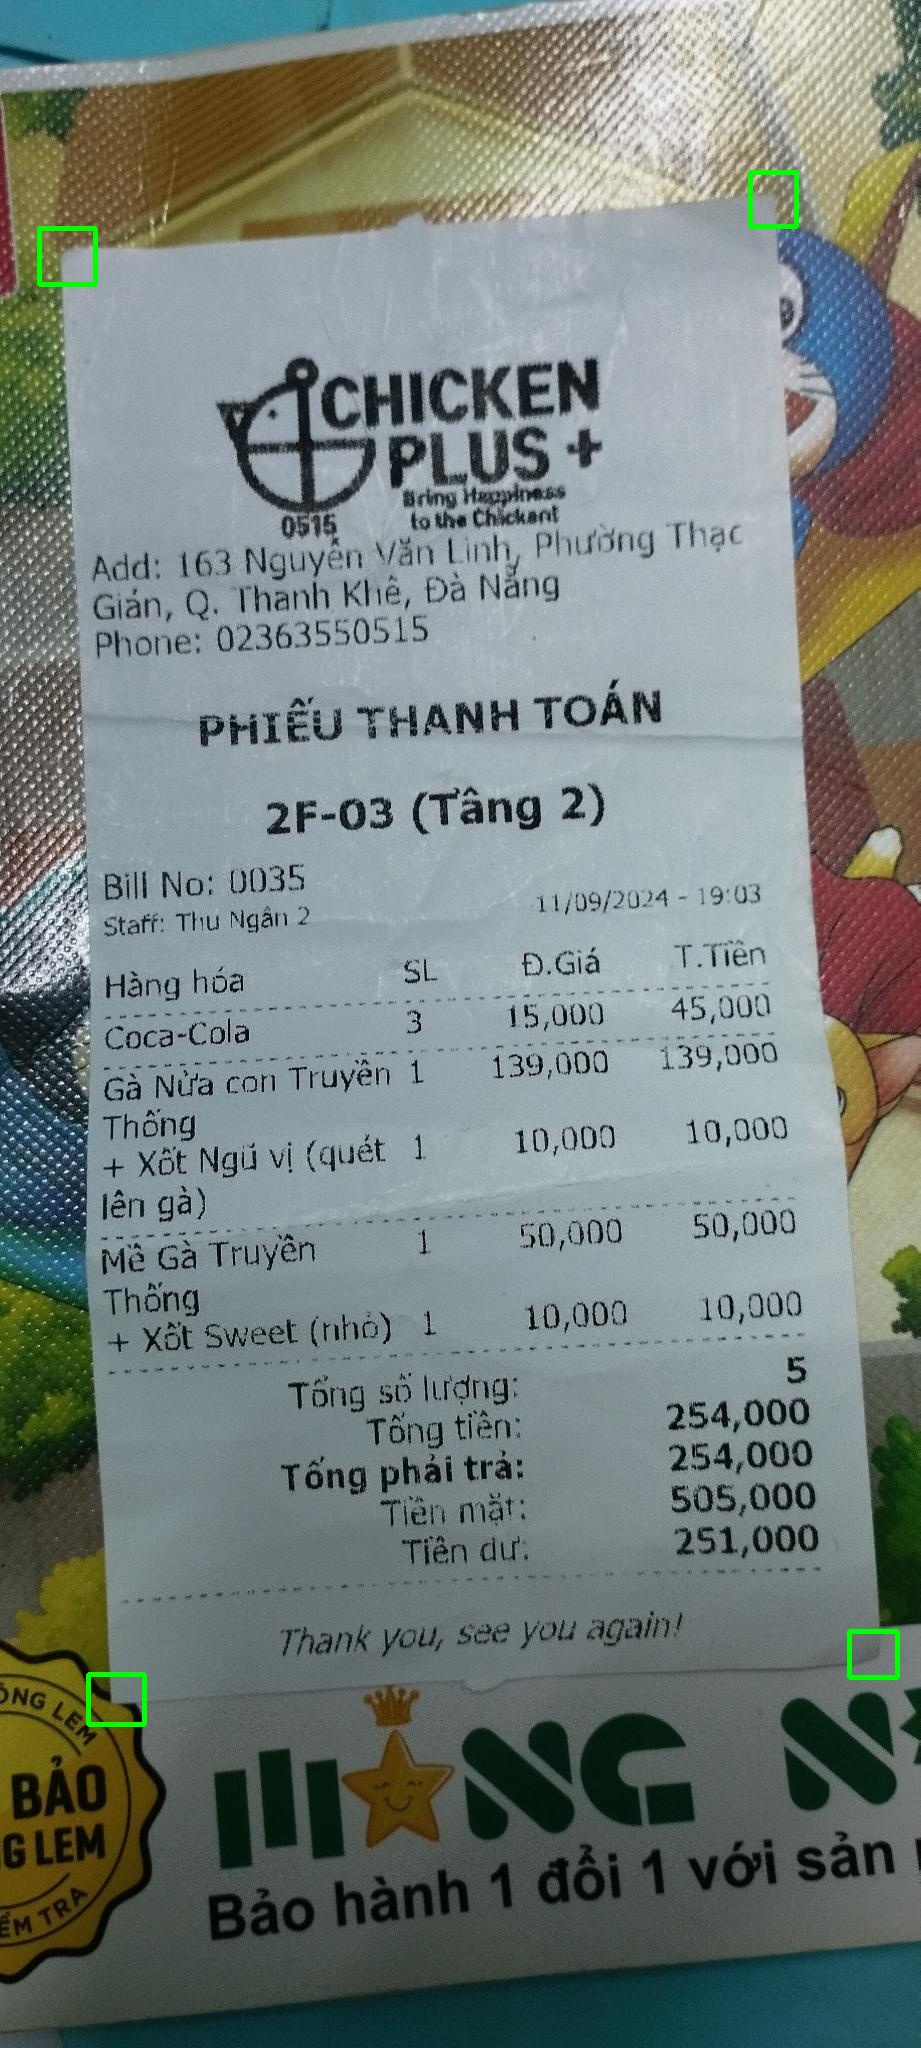 CHICKEN
PLUS +
Bring Happiness
to the Chickent
0515
Add: 163 Nguyễn Văn Linh, Phường Thạc
Gián, Q. Thanh Khê, Đà Nẵng
Phone: 02363550515
PHIẾU THANH TOÁN
2F-03 (Tầng 2)
Bill No: 0035
Staff: Thu Ngân 2 11/09/2024 - 19:03
Hàng hóa SL Đ.Giá T.Tiền
Coca-Cola 3 15,000 45,000
Gà Nửa con Truyền 1 139,000 139,000
Thống
+ Xốt Ngũ vị (quét 1 10,000 10,000
lên gà)
Mề Gà Truyền 1 50,000 50,000
Thống
+ Xốt Sweet (nhỏ) 1 10,000 10,000
Tổng số lượng: 5
Tổng tiền: 254,000
Tổng phải trả: 254,000
Tiền mặt: 505,000
Tiền dư: 251,000
Thank you, see you again!
ÔNG LEM
BẢO
G LEM
ỂM TRA
Bảo hành 1 đổi 1 với sản